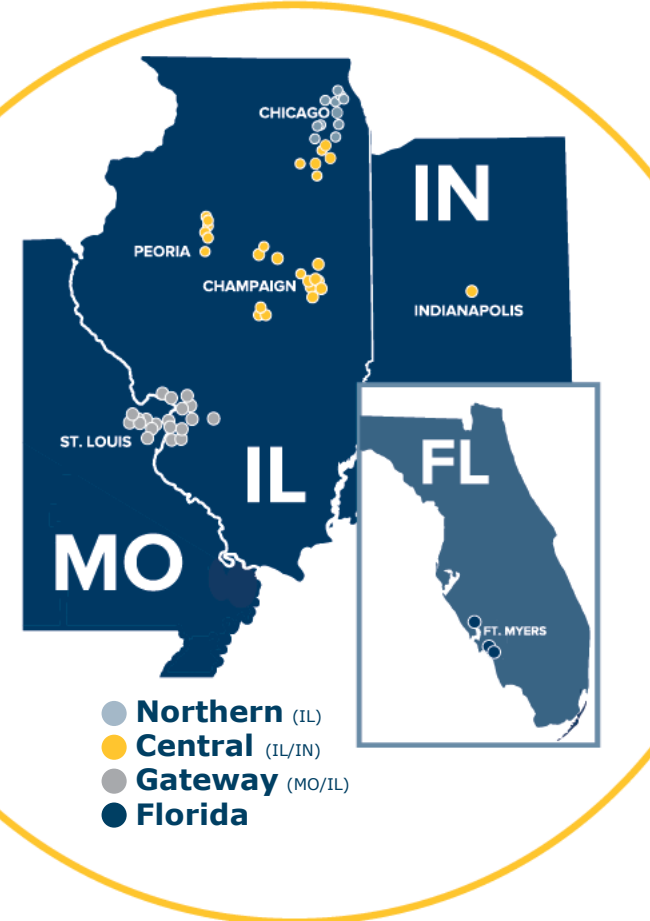 CHICAGO
IN
PEORIA
CHAMPAIGN
INDIANAPOLIS
ST. LOUIS
IL
FL
MO
FT. MYERS
Northern (IL)
Central (IL/IN)
Gateway (MO/IL)
Florida